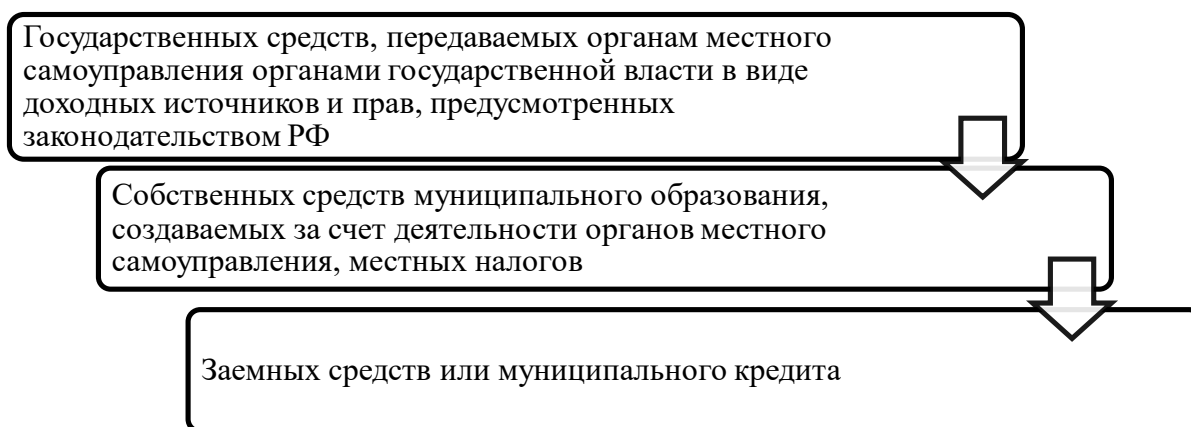 Государственных средств, передаваемых органам местного
самоуправления органами государственной власти в виде
доходных источников и прав, предусмотренных
законодательством РФ
Собственных средств муниципального образования,
создаваемых за счет деятельности органов местного
самоуправления, местных налогов
Заемных средств или муниципального кредита